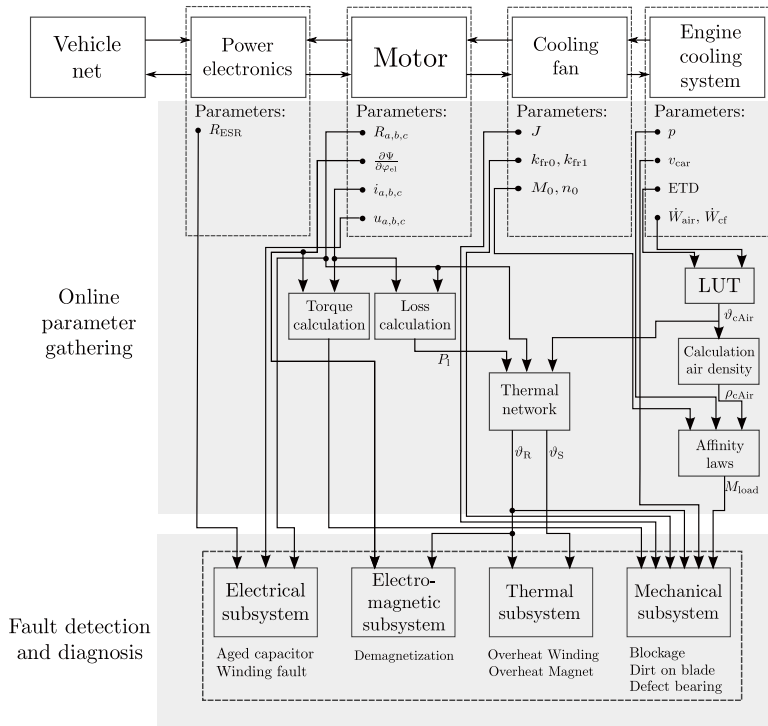 Vehicle
net
Power
electronics
Motor
Cooling
fan
Engine
cooling
system
Parameters:
R_ESR
Parameters:
R_{a,b,c}
∂Ψ/∂φ_el
i_{a,b,c}
u_{a,b,c}
Parameters:
J
k_fr0, k_fr1
M_0, n_0
Parameters:
p
v_car
ETD
Ẇ_air, Ẇ_cf
Online
parameter
gathering
Torque
calculation
Loss
calculation
P_l
LUT
ϑ_cAir
Calculation
air density
ρ_cAir
Thermal
network
ϑ_R
ϑ_S
Affinity
laws
M_load
Fault detection
and diagnosis
Electrical
subsystem
Aged capacitor
Winding fault
Electro-
magnetic
subsystem
Demagnetization
Thermal
subsystem
Overheat Winding
Overheat Magnet
Mechanical
subsystem
Blockage
Dirt on blade
Defect bearing